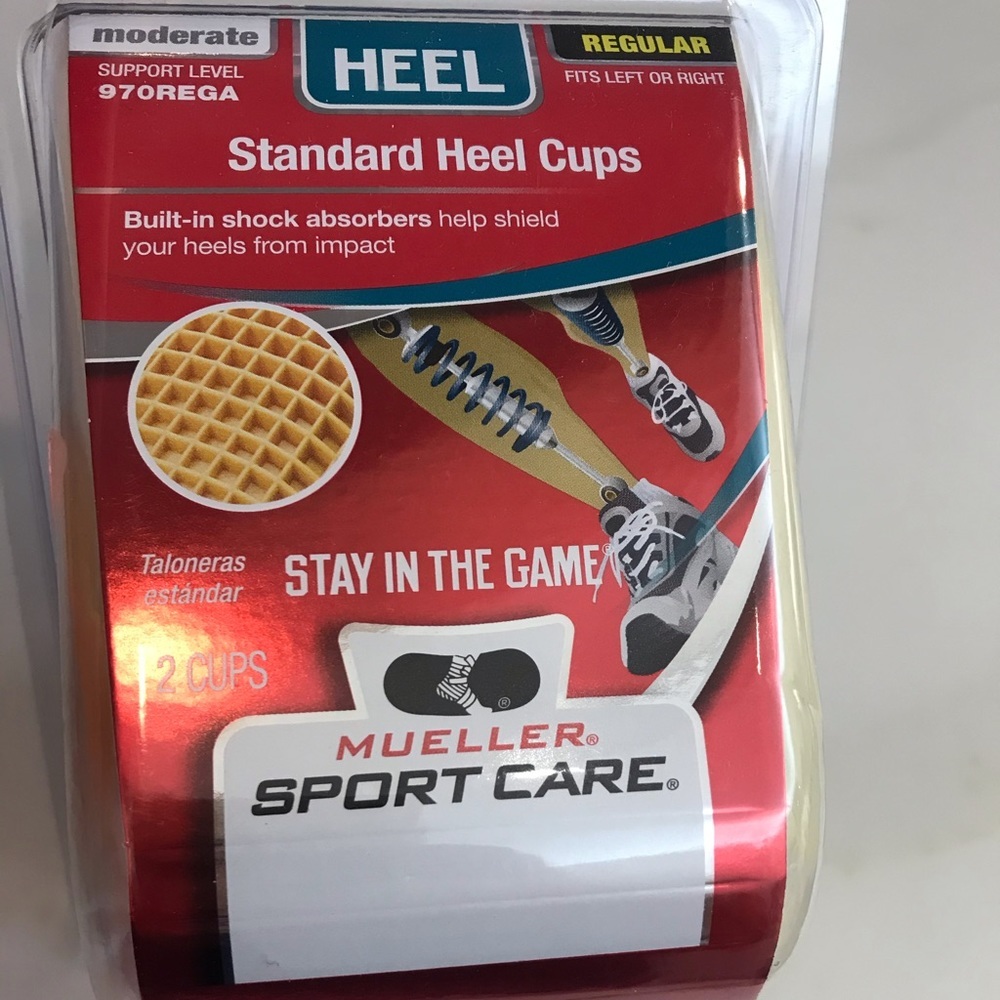 moderate
SUPPORT LEVEL
970REGA
HEEL
REGULAR
FITS LEFT OR RIGHT
Standard Heel Cups
Built-in shock absorbers help shield
your heels from impact
Taloneras
estándar
STAY IN THE GAME®
2 CUPS
®
MUELLER®
SPORT CARE®